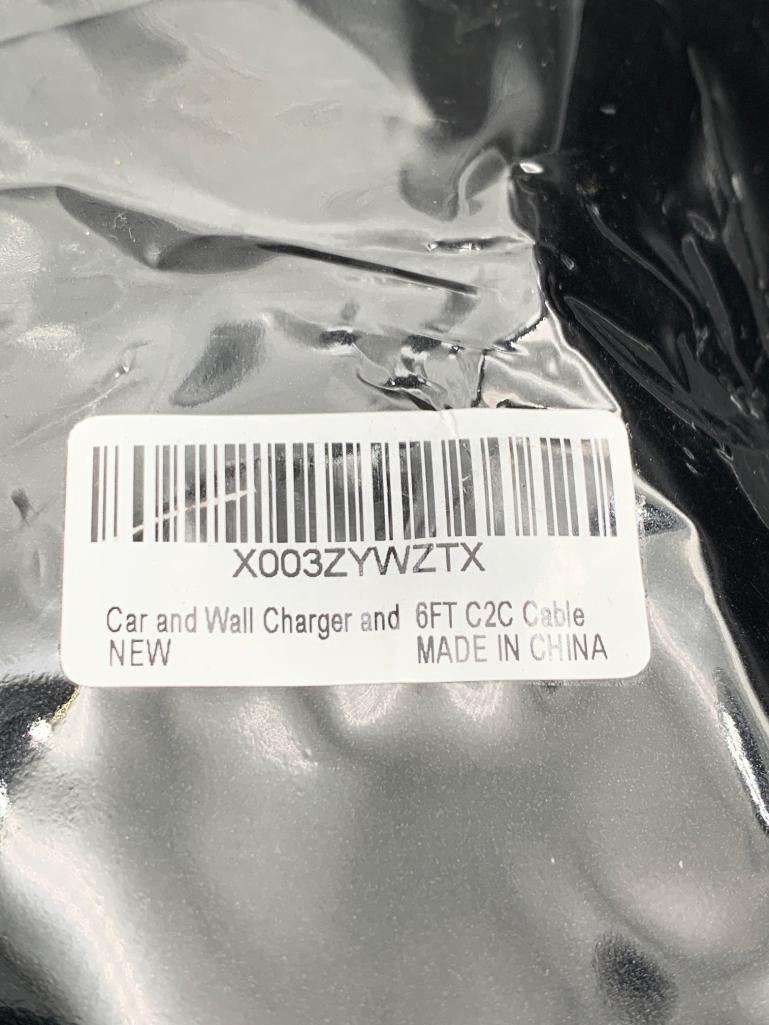 X003ZYWZTX
Car and Wall Charger and 6FT C2C Cable
NEW MADE IN CHINA